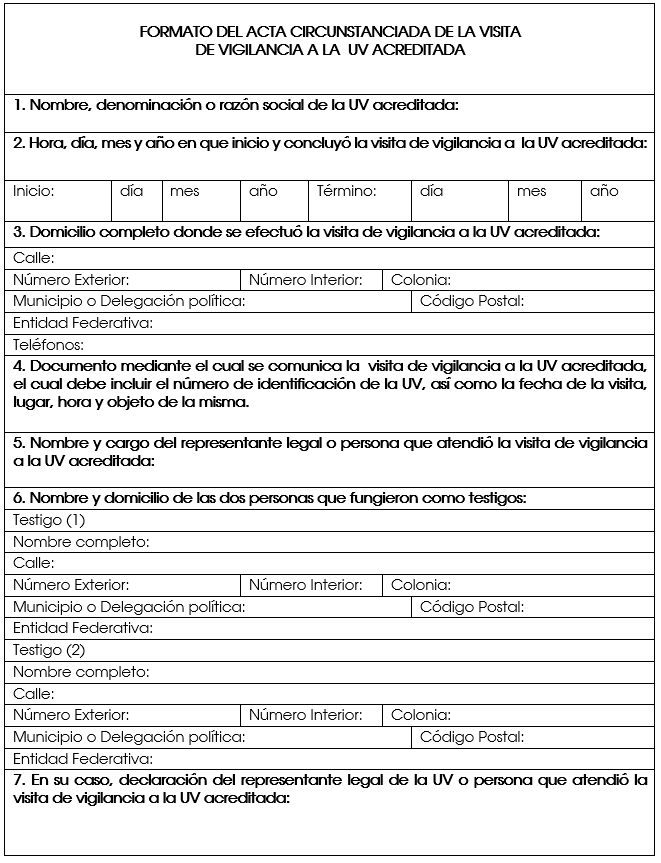 FORMATO DEL ACTA CIRCUNSTANCIADA DE LA VISITA
DE VIGILANCIA A LA UV ACREDITADA
1. Nombre, denominación o razón social de la UV acreditada:
2. Hora, día, mes y año en que inicio y concluyó la visita de vigilancia a la UV acreditada:
Inicio: día mes año Término: día mes año
3. Domicilio completo donde se efectuó la visita de vigilancia a la UV acreditada:
Calle:
Número Exterior: Número Interior: Colonia:
Municipio o Delegación política: Código Postal:
Entidad Federativa:
Teléfonos:
4. Documento mediante el cual se comunica la visita de vigilancia a la UV acreditada,
el cual debe incluir el número de identificación de la UV, así como la fecha de la visita,
lugar, hora y objeto de la misma.
5. Nombre y cargo del representante legal o persona que atendió la visita de vigilancia
a la UV acreditada:
6. Nombre y domicilio de las dos personas que fungieron como testigos:
Testigo (1)
Nombre completo:
Calle:
Número Exterior: Número Interior: Colonia:
Municipio o Delegación política: Código Postal:
Entidad Federativa:
Testigo (2)
Nombre completo:
Calle:
Número Exterior: Número Interior: Colonia:
Municipio o Delegación política: Código Postal:
Entidad Federativa:
7. En su caso, declaración del representante legal de la UV o persona que atendió la
visita de vigilancia a la UV acreditada: